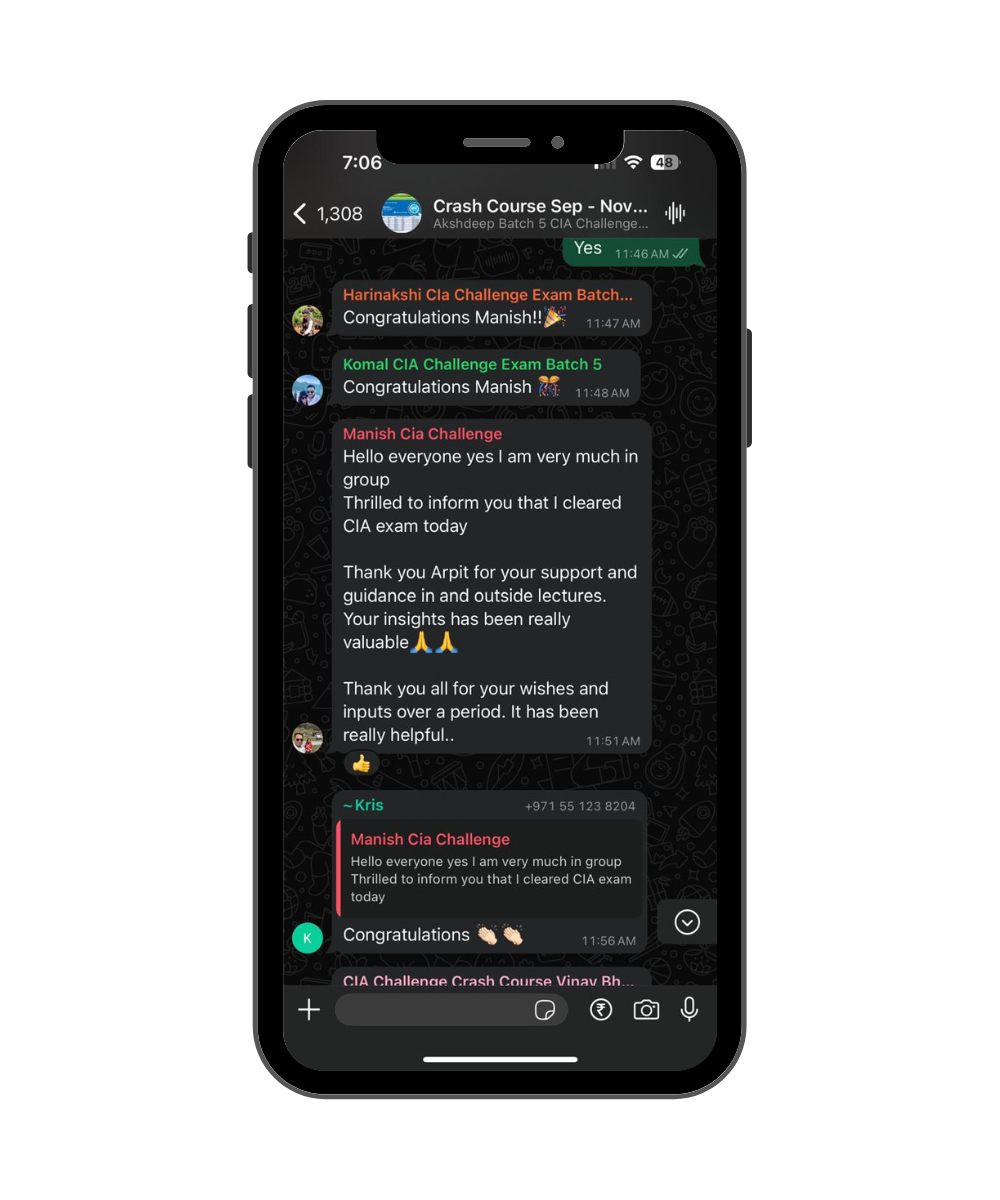 7:06
48
1,308
Crash Course Sep - Nov...
Akshdeep Batch 5 CIA Challenge...
Yes
11:46 AM
Harinakshi CIa Challenge Exam Batch...
Congratulations Manish!!🎉
11:47 AM
Komal CIA Challenge Exam Batch 5
Congratulations Manish 🎊
11:48 AM
Manish Cia Challenge
Hello everyone yes I am very much in
group
Thrilled to inform you that I cleared
CIA exam today
Thank you Arpit for your support and
guidance in and outside lectures.
Your insights has been really
valuable🙏🙏
Thank you all for your wishes and
inputs over a period. It has been
really helpful..
11:51 AM
👍
~Kris
+971 55 123 8204
Manish Cia Challenge
Hello everyone yes I am very much in group
Thrilled to inform you that I cleared CIA exam
today
K
Congratulations 👏🏻👏🏻
11:56 AM
CIA Challenge Crash Course Vinay Bh...